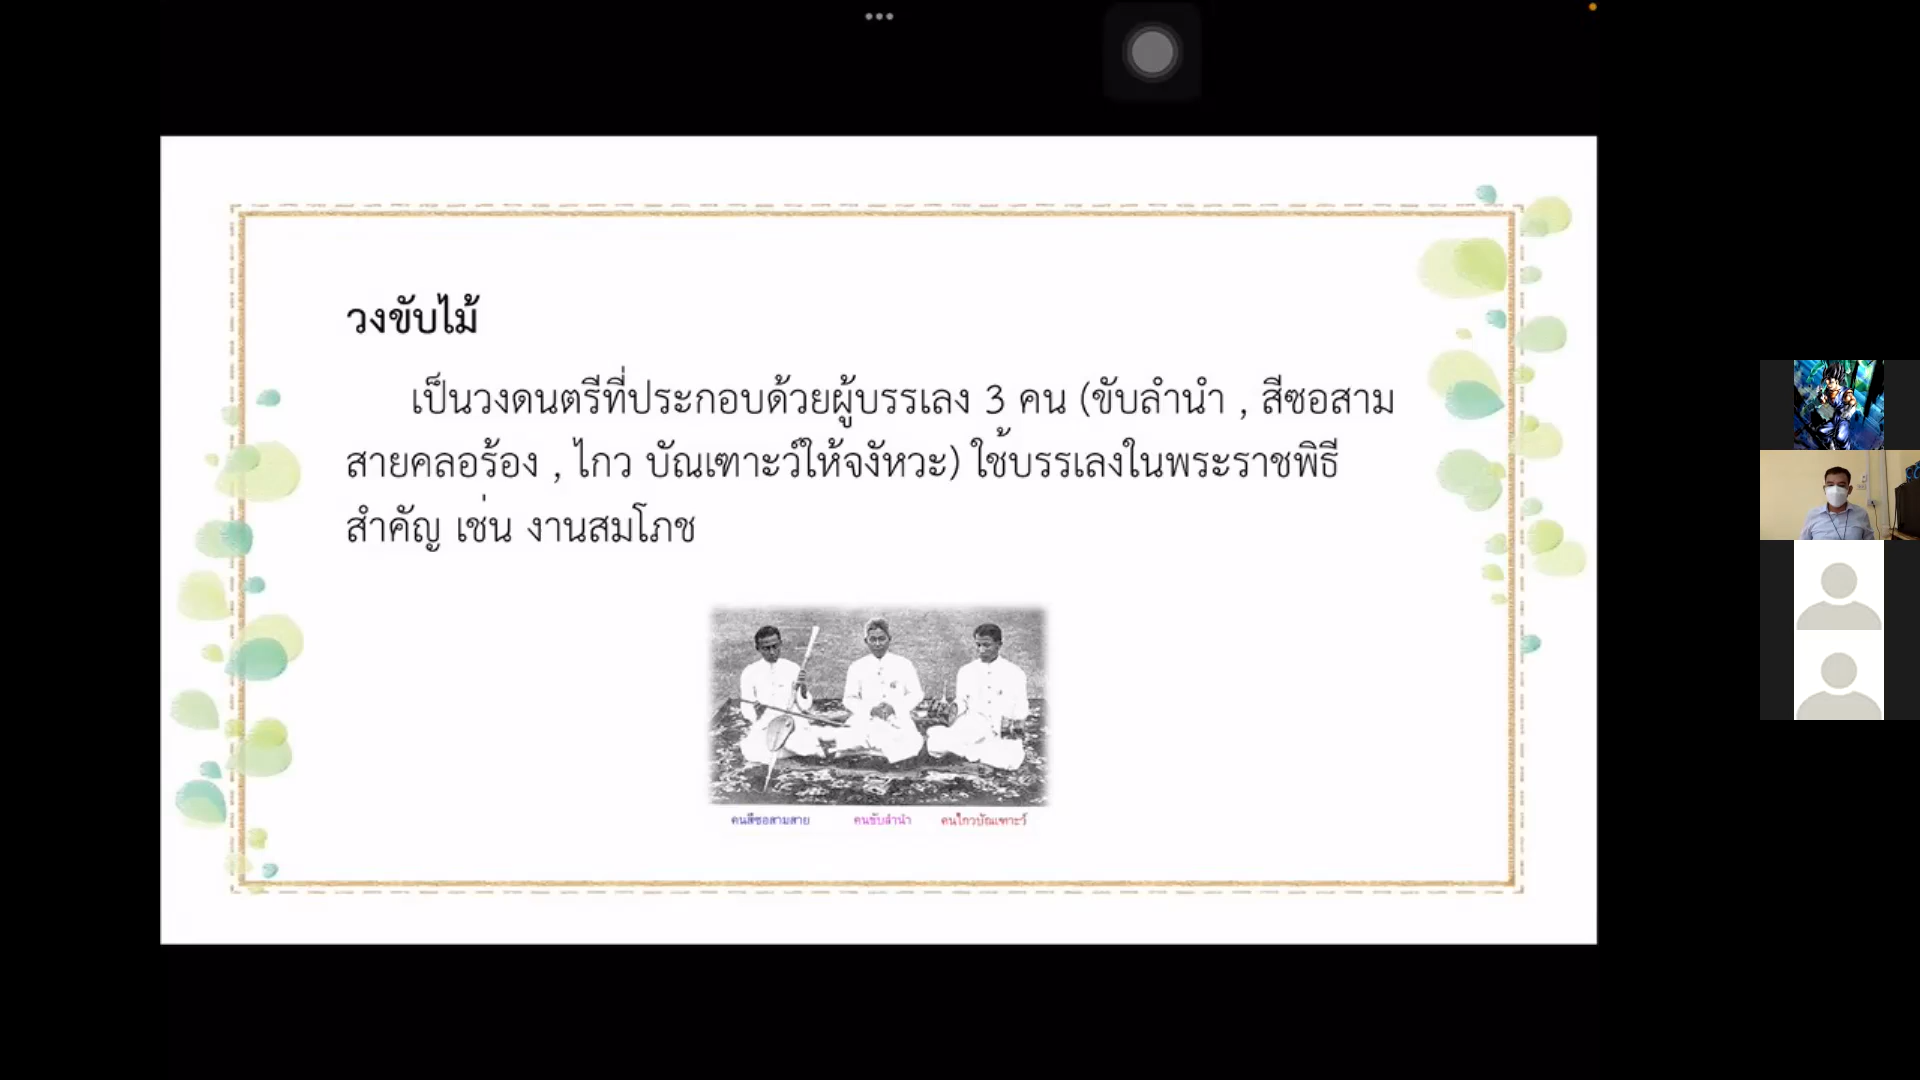 วงขับไม้
เป็นวงดนตรีที่ประกอบด้วยผู้บรรเลง 3 คน (ขับลำนำ , สีซอสาม
สายคลอร้อง , ไกว บัณเฑาะว์ให้จังหวะ) ใช้บรรเลงในพระราชพิธี
สำคัญ เช่น งานสมโภช
คนสีซอสามสาย คนขับลำนำ คนไกวบัณเฑาะว์